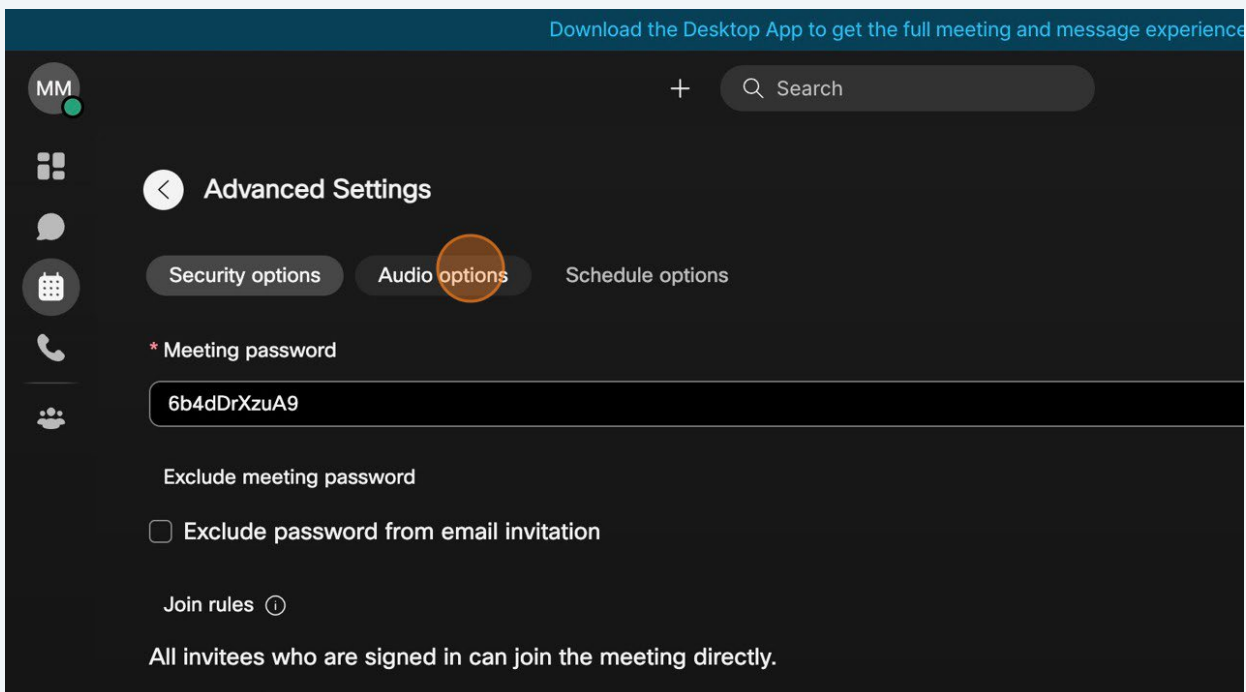 Download the Desktop App to get the full meeting and message experience
MM
Search
Advanced Settings
Security options Audio options Schedule options
* Meeting password
6b4dDrXzuA9
Exclude meeting password
Exclude password from email invitation
Join rules
All invitees who are signed in can join the meeting directly.